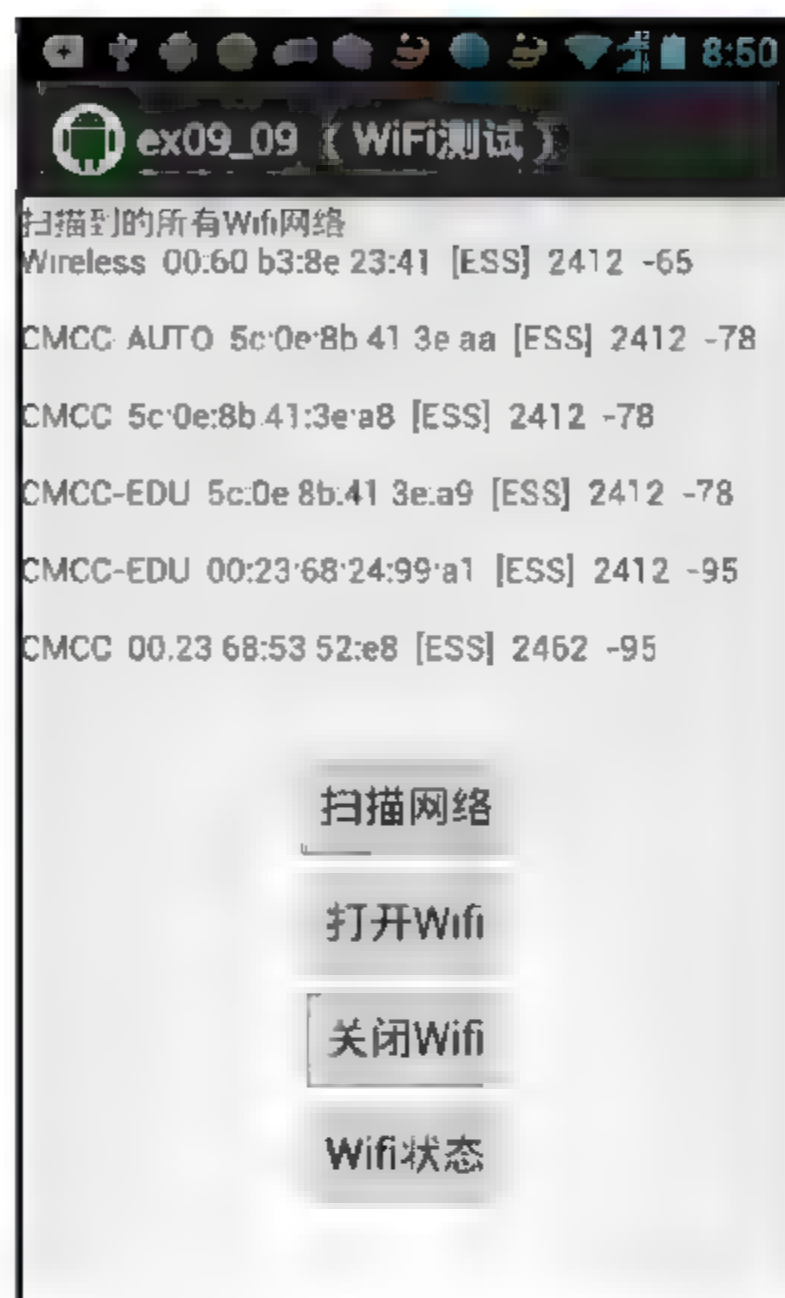 8:50
ex09_09（WiFi测试）
扫描到的所有Wifi网络
Wireless 00:60 b3:8e 23:41 [ESS] 2412 -65
CMCC AUTO 5c:0e:8b 41 3e aa [ESS] 2412 -78
CMCC 5c:0e:8b.41:3e:a8 [ESS] 2412 -78
CMCC-EDU 5c:0e 8b:41 3e:a9 [ESS] 2412 -78
CMCC-EDU 00:23:68:24:99:a1 [ESS] 2412 -95
CMCC 00.23 68:53 52:e8 [ESS] 2462 -95
扫描网络
打开Wifi
关闭Wifi
Wifi状态